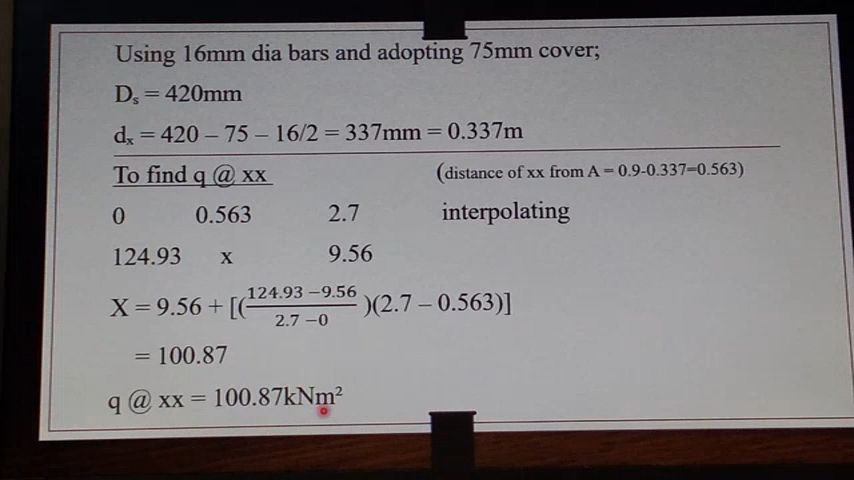 Using 16mm dia bars and adopting 75mm cover;
Dₛ = 420mm
dₓ = 420 – 75 – 16/2 = 337mm = 0.337m
To find q @ xx (distance of xx from A = 0.9-0.337=0.563)
0 0.563 2.7 interpolating
124.93 x 9.56
X = 9.56 + [(124.93 −9.56 / 2.7 −0)(2.7 – 0.563)]
= 100.87
q @ xx = 100.87kNm²